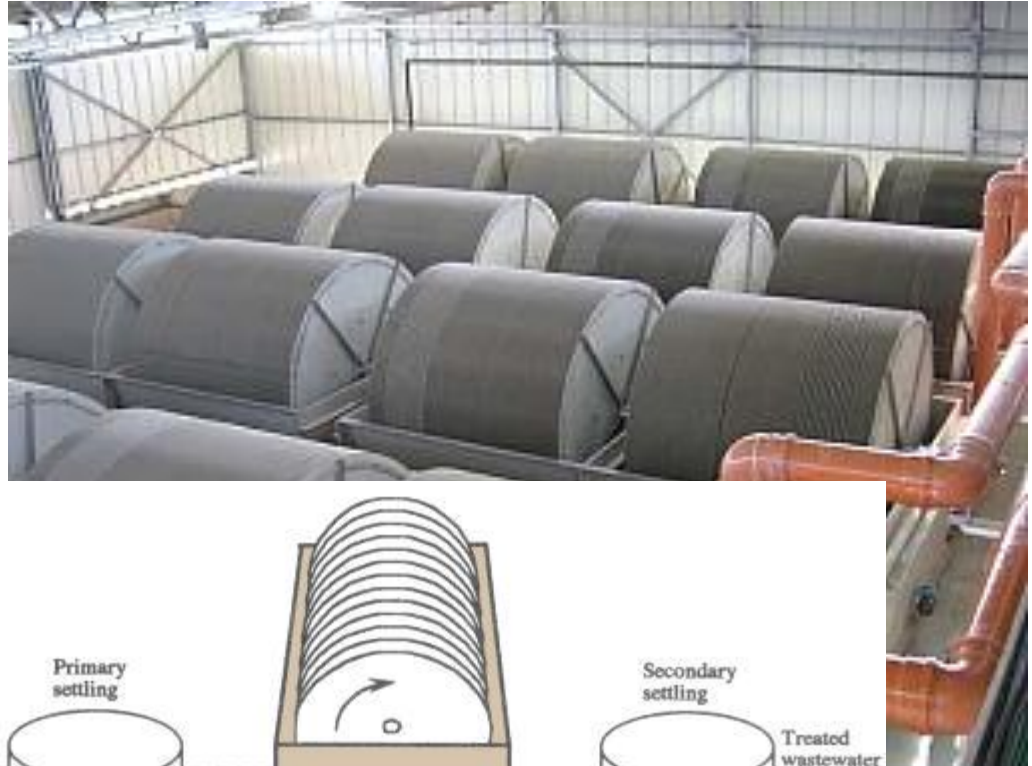 Primary
settling
Secondary
settling
Treated
wastewater